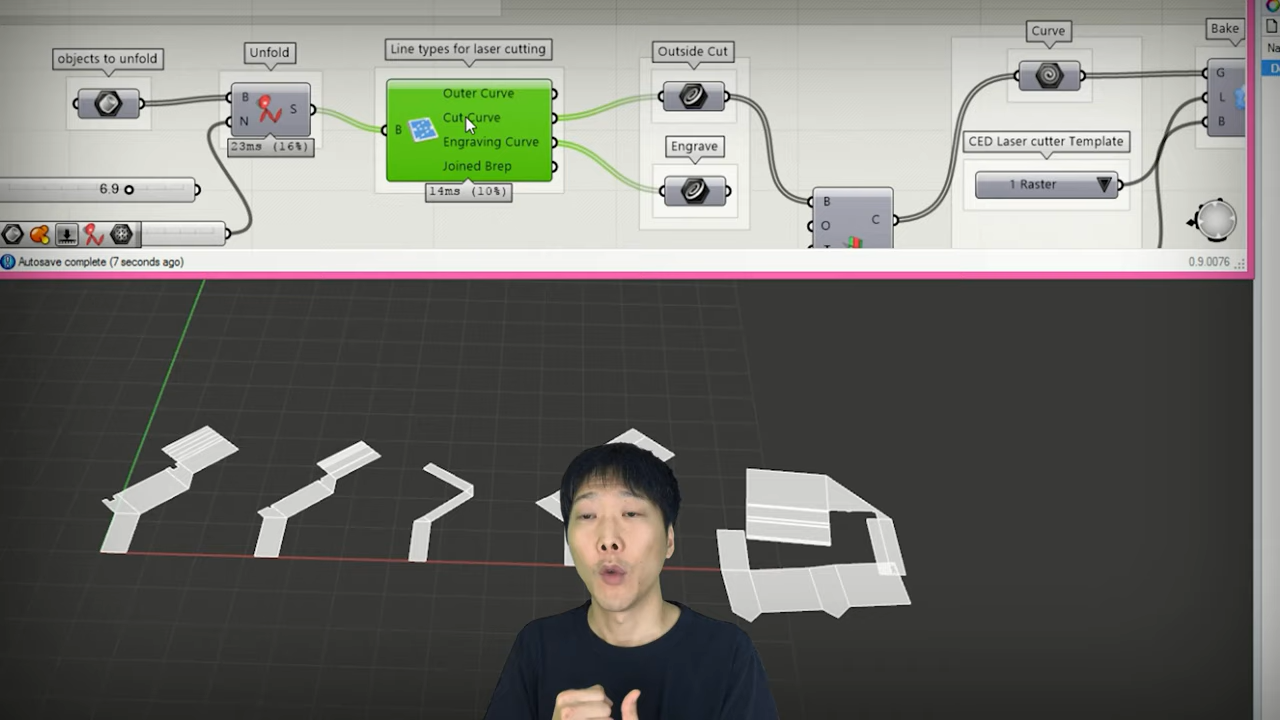 objects to unfold
Unfold
Line types for laser cutting
Outside Cut
Curve
Bake
B
N
S
23ms (16%)
B
Outer Curve
Cut Curve
Engraving Curve
Joined Brep
14ms (10%)
Engrave
CED Laser cutter Template
1 Raster
G
L
B
6.9
B
O
C
Autosave complete (7 seconds ago)
0.9.0076
Na